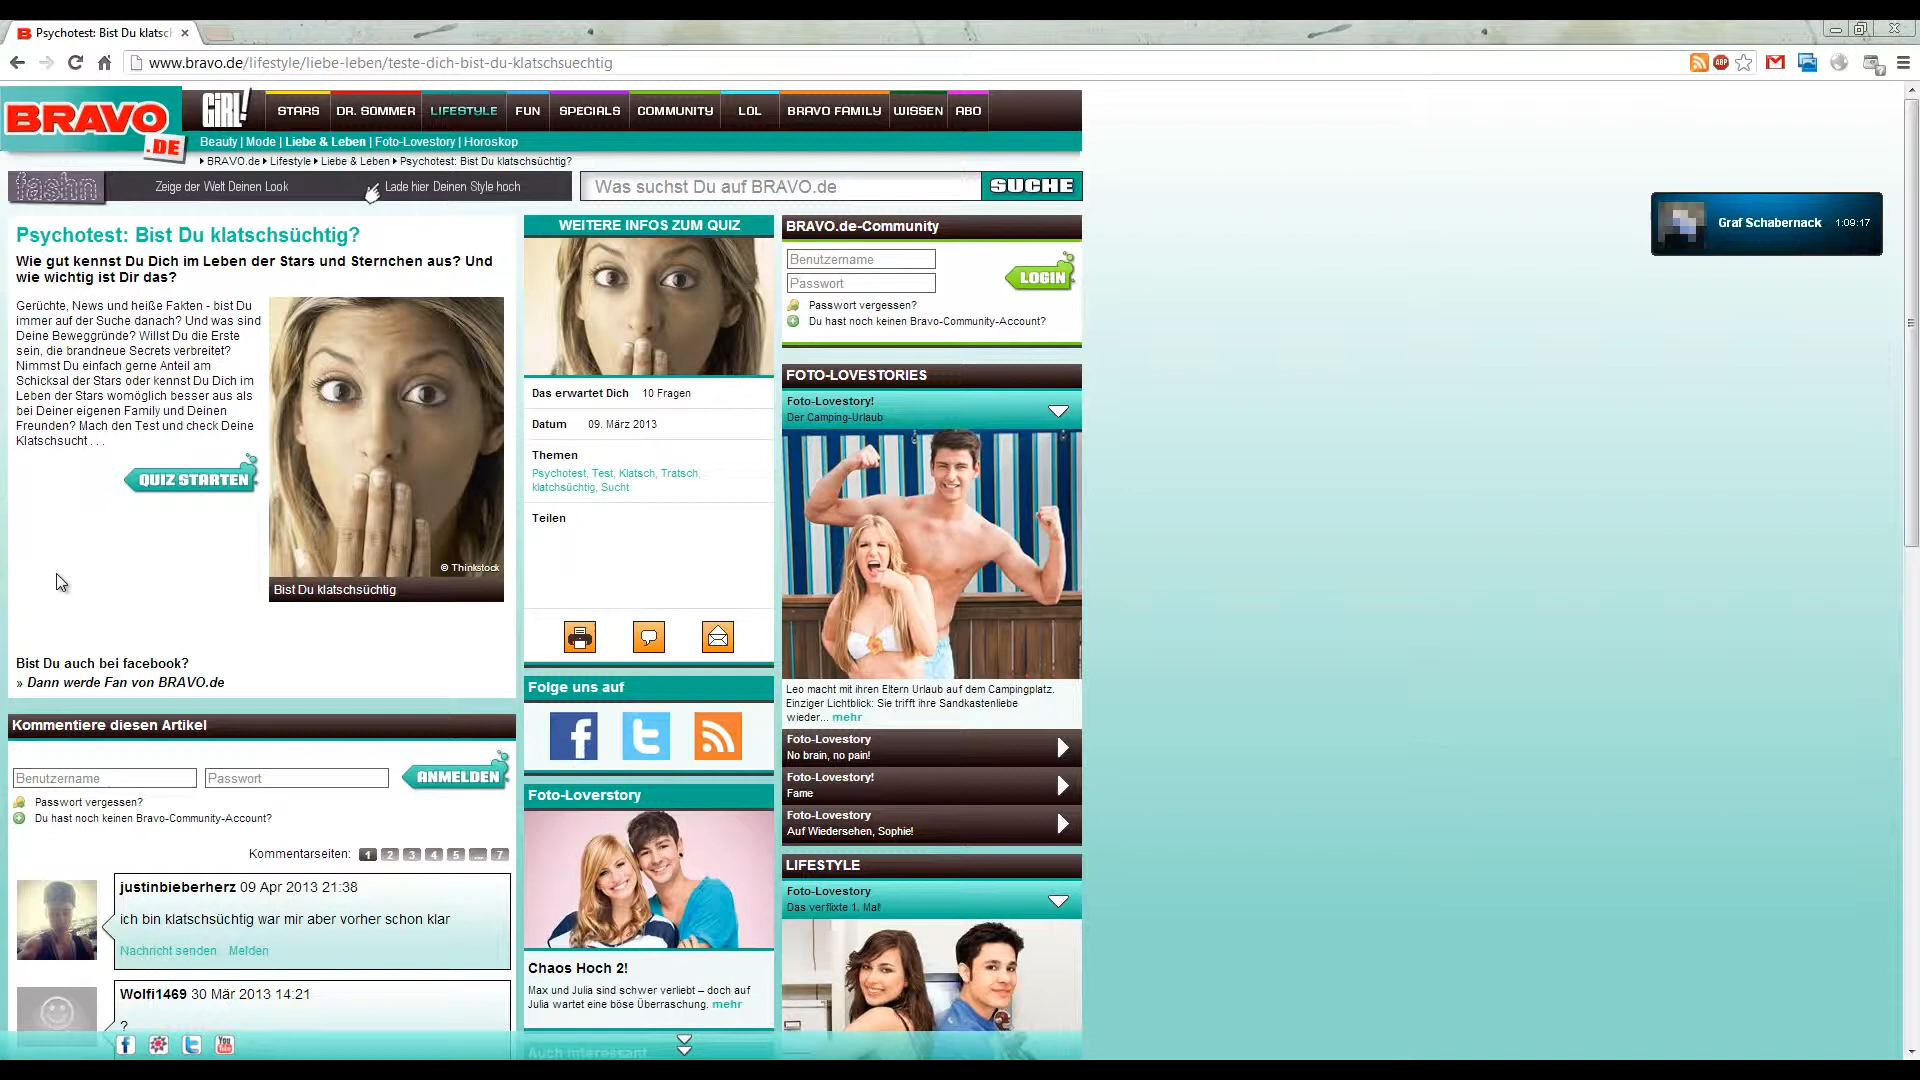 Psychotest: Bist Du klatsc
www.bravo.de/lifestyle/liebe-leben/teste-dich-bist-du-klatschsuechtig
ABP
BRAVO
.DE
GiRL!
STARS
DR. SOMMER
LIFESTYLE
FUN
SPECIALS
COMMUNITY
LOL
BRAVO FAMILY
WISSEN
ABO
Beauty | Mode | Liebe & Leben | Foto-Lovestory | Horoskop
BRAVO.de Lifestyle Liebe & Leben Psychotest: Bist Du klatschsüchtig?
fashn
Zeige der Welt Deinen Look
Lade hier Deinen Style hoch
Was suchst Du auf BRAVO.de
SUCHE
Graf Schabernack 1:09:17
Psychotest: Bist Du klatschsüchtig?
Wie gut kennst Du Dich im Leben der Stars und Sternchen aus? Und
wie wichtig ist Dir das?
Gerüchte, News und heiße Fakten - bist Du
immer auf der Suche danach? Und was sind
Deine Beweggründe? Willst Du die Erste
sein, die brandneue Secrets verbreitet?
Nimmst Du einfach gerne Anteil am
Schicksal der Stars oder kennst Du Dich im
Leben der Stars womöglich besser aus als
bei Deiner eigenen Family und Deinen
Freunden? Mach den Test und check Deine
Klatschsucht . . .
QUIZ STARTEN
© Thinkstock
Bist Du klatschsüchtig
Bist Du auch bei facebook?
» Dann werde Fan von BRAVO.de
Kommentiere diesen Artikel
Benutzername
Passwort
ANMELDEN
Passwort vergessen?
Du hast noch keinen Bravo-Community-Account?
Kommentarseiten: 1 2 3 4 5 ... 7
justinbieberherz 09 Apr 2013 21:38
ich bin klatschsüchtig war mir aber vorher schon klar
Nachricht senden Melden
Wolfi1469 30 Mär 2013 14:21
?
You
WEITERE INFOS ZUM QUIZ
Das erwartet Dich 10 Fragen
Datum 09. März 2013
Themen
Psychotest, Test, Klatsch, Tratsch,
klatchsüchtig, Sucht
Teilen
Folge uns auf
Foto-Loverstory
Chaos Hoch 2!
Max und Julia sind schwer verliebt – doch auf
Julia wartet eine böse Überraschung. mehr
Auch interessant
BRAVO.de-Community
Benutzername
Passwort
LOGIN
Passwort vergessen?
Du hast noch keinen Bravo-Community-Account?
FOTO-LOVESTORIES
Foto-Lovestory!
Der Camping-Urlaub
Leo macht mit ihren Eltern Urlaub auf dem Campingplatz.
Einziger Lichtblick: Sie trifft ihre Sandkastenliebe
wieder... mehr
Foto-Lovestory
No brain, no pain!
Foto-Lovestory!
Fame
Foto-Lovestory
Auf Wiedersehen, Sophie!
LIFESTYLE
Foto-Lovestory
Das verflixte 1. Mal!